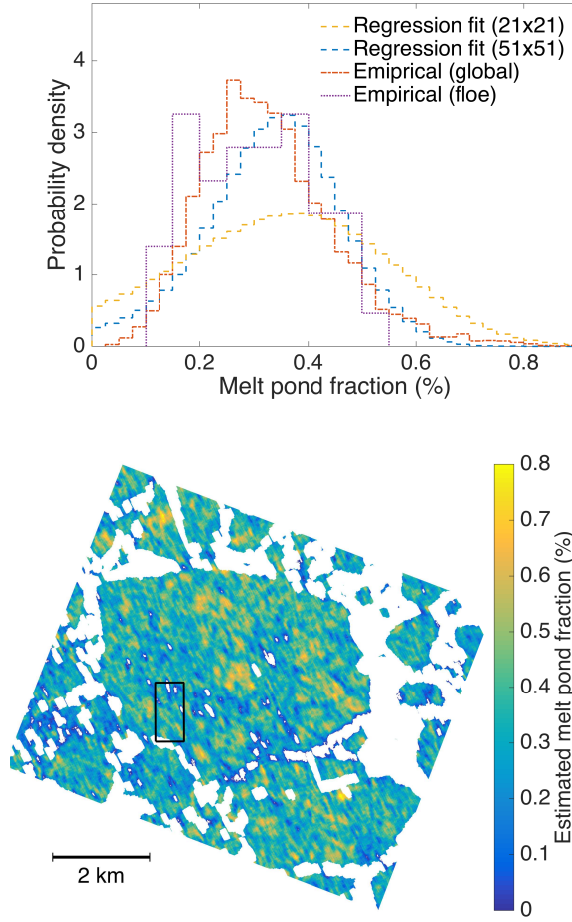 Regression fit (21x21)
Regression fit (51x51)
Emiprical (global)
Empirical (floe)
Probability density
4
3
2
1
0
0
0.2
0.4
0.6
0.8
Melt pond fraction (%)
0.8
0.7
0.6
0.5
0.4
0.3
0.2
0.1
0
Estimated melt pond fraction (%)
2 km